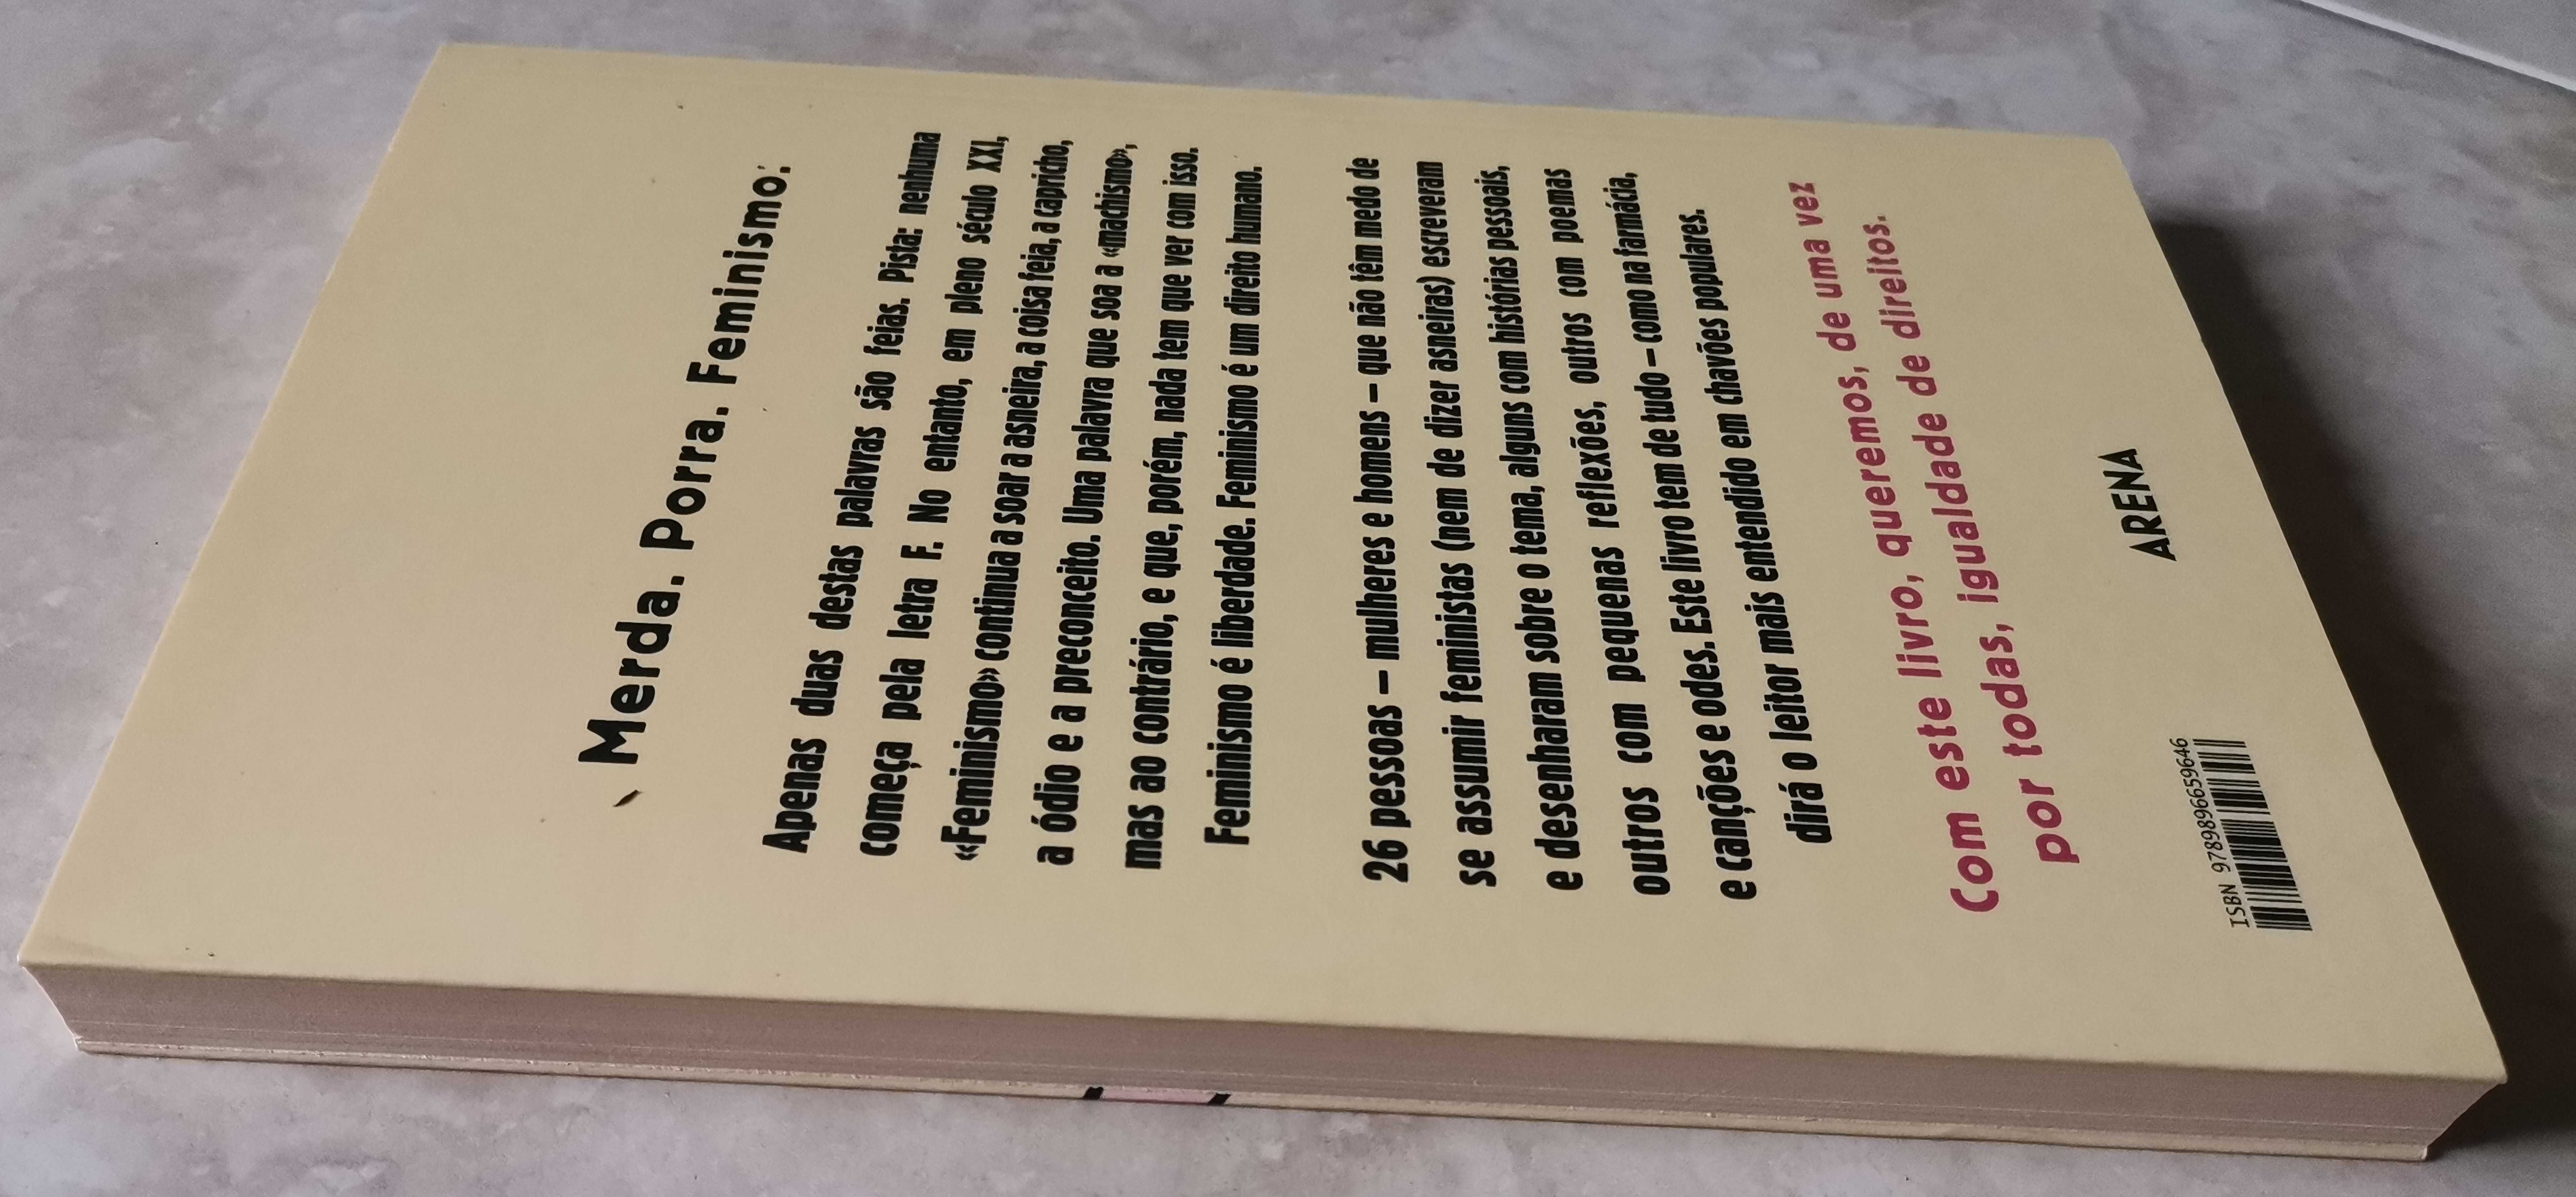 Merda. Porra. Feminismo.
Apenas duas destas palavras são feias. Pista: nenhuma
começa pela letra F. No entanto, em pleno século XXI,
«Feminismo» continua a soar a asneira, a coisa feia, a capricho,
a ódio e a preconceito. Uma palavra que soa a «machismo»,
mas ao contrário, e que, porém, nada tem que ver com isso.
Feminismo é liberdade. Feminismo é um direito humano.
26 pessoas – mulheres e homens – que não têm medo de
se assumir feministas (nem de dizer asneiras) escreveram
e desenharam sobre o tema, alguns com histórias pessoais,
outros com pequenas reflexões, outros com poemas
e canções e odes. Este livro tem de tudo – como na farmácia,
dirá o leitor mais entendido em chavões populares.
Com este livro, queremos, de uma vez
por todas, igualdade de direitos.
ARENA
ISBN 9789896659646